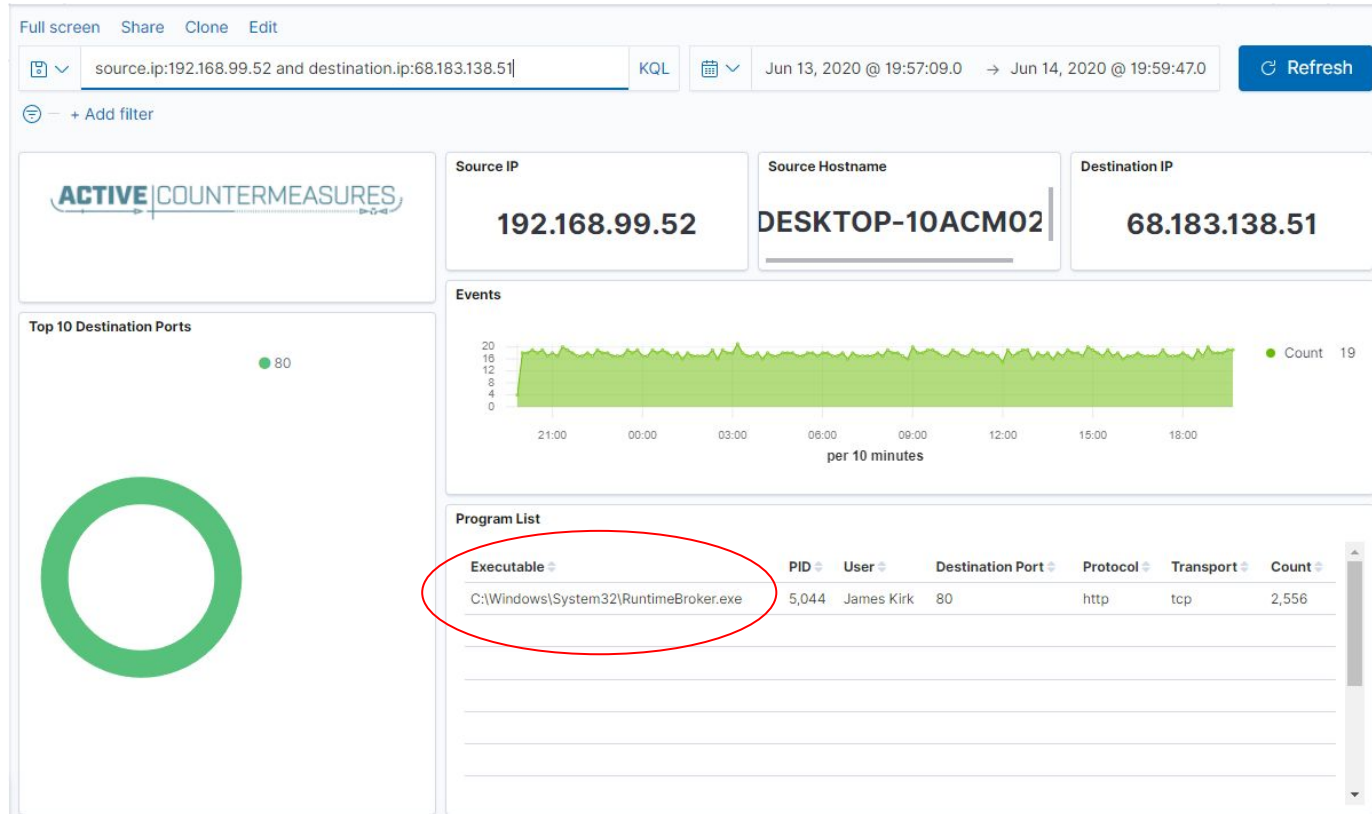 Full screen Share Clone Edit
source.ip:192.168.99.52 and destination.ip:68.183.138.51 KQL Jun 13, 2020 @ 19:57:09.0 → Jun 14, 2020 @ 19:59:47.0 Refresh
+ Add filter
ACTIVE COUNTERMEASURES
Source IP
192.168.99.52
Source Hostname
DESKTOP-10ACM02
Destination IP
68.183.138.51
Top 10 Destination Ports
80
Events
20
16
12
8
4
0
21:00 00:00 03:00 06:00 09:00 12:00 15:00 18:00
per 10 minutes
Count 19
Program List
Executable PID User Destination Port Protocol Transport Count
C:\Windows\System32\RuntimeBroker.exe 5,044 James Kirk 80 http tcp 2,556